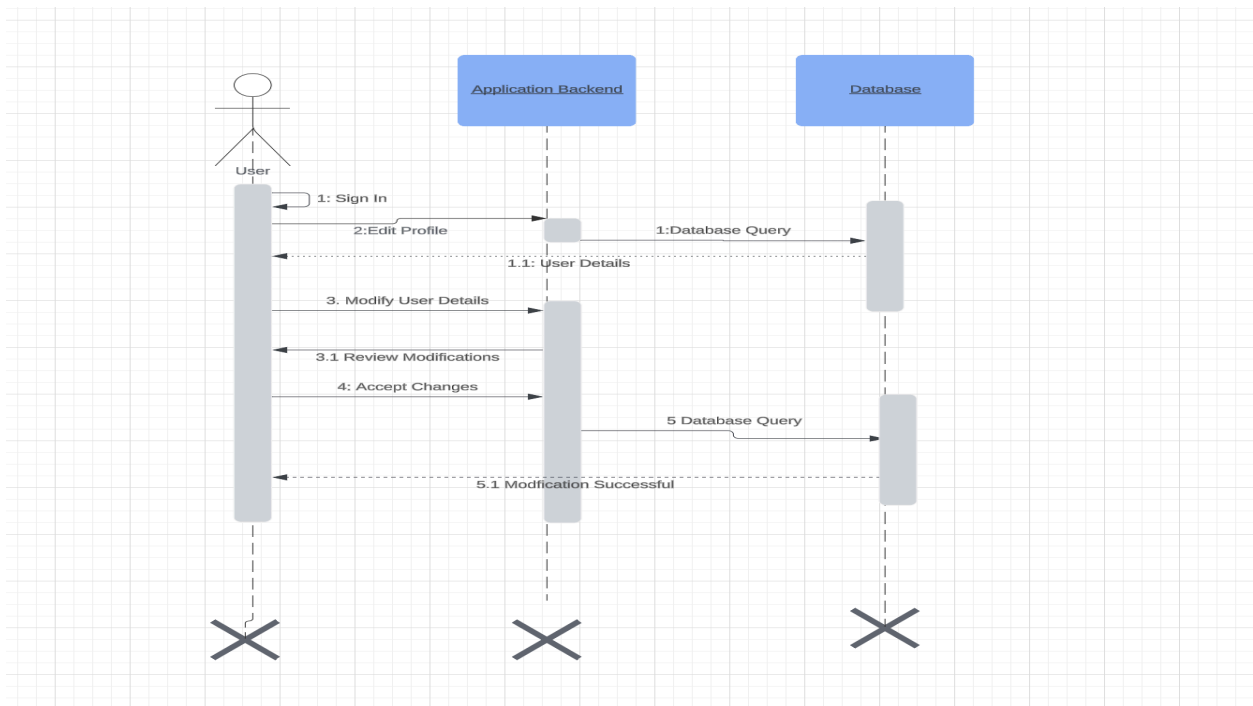 Application Backend
Database
User
1: Sign In
2:Edit Profile
1:Database Query
1.1: User Details
3. Modify User Details
3.1 Review Modifications
4: Accept Changes
5 Database Query
5.1 Modfication Successful